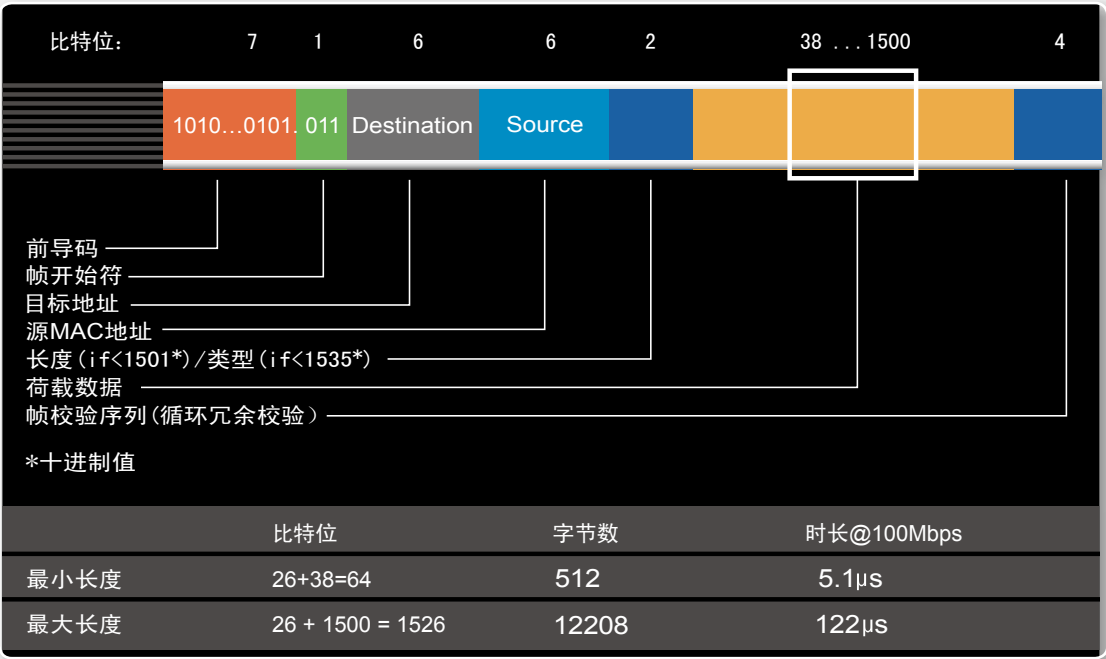 比特位: 7 1 6 6 2 38 ...1500 4
1010...0101. 011 Destination Source
前导码
帧开始符
目标地址
源MAC地址
长度(if<1501*)/类型(if<1535*)
荷载数据
帧校验序列(循环冗余校验)
*十进制值
比特位 字节数 时长@100Mbps
最小长度 26+38=64 512 5.1μs
最大长度 26 + 1500 = 1526 12208 122μs